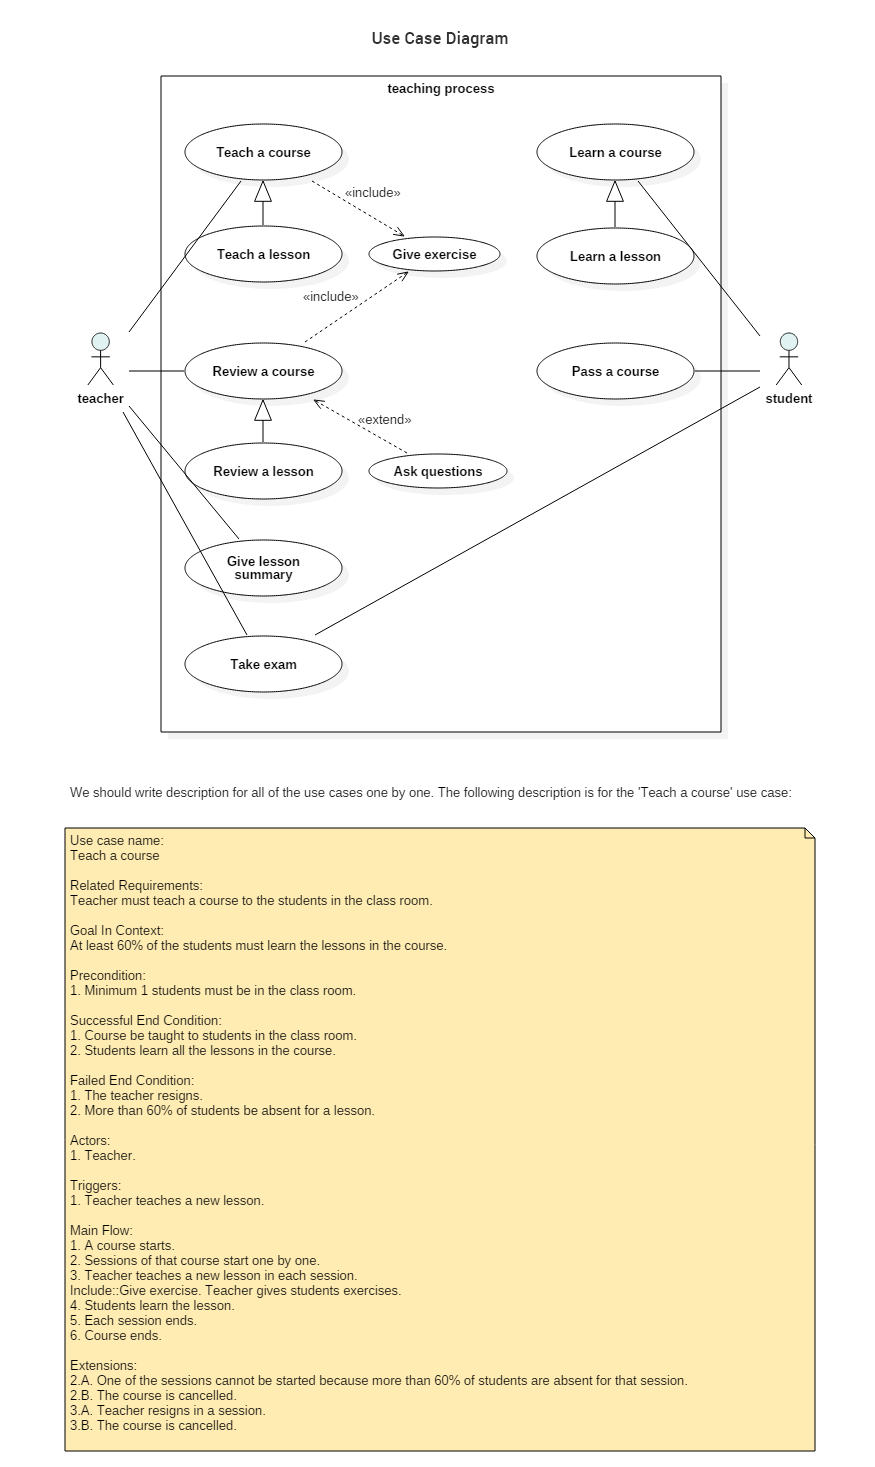 Use Case Diagram
teaching process
Teach a course
Learn a course
«include»
Teach a lesson
Give exercise
Learn a lesson
«include»
Review a course
Pass a course
teacher
student
«extend»
Review a lesson
Ask questions
Give lesson
summary
Take exam
We should write description for all of the use cases one by one. The following description is for the 'Teach a course' use case:
Use case name:
Teach a course
Related Requirements:
Teacher must teach a course to the students in the class room.
Goal In Context:
At least 60% of the students must learn the lessons in the course.
Precondition:
1. Minimum 1 students must be in the class room.
Successful End Condition:
1. Course be taught to students in the class room.
2. Students learn all the lessons in the course.
Failed End Condition:
1. The teacher resigns.
2. More than 60% of students be absent for a lesson.
Actors:
1. Teacher.
Triggers:
1. Teacher teaches a new lesson.
Main Flow:
1. A course starts.
2. Sessions of that course start one by one.
3. Teacher teaches a new lesson in each session.
Include::Give exercise. Teacher gives students exercises.
4. Students learn the lesson.
5. Each session ends.
6. Course ends.
Extensions:
2.A. One of the sessions cannot be started because more than 60% of students are absent for that session.
2.B. The course is cancelled.
3.A. Teacher resigns in a session.
3.B. The course is cancelled.